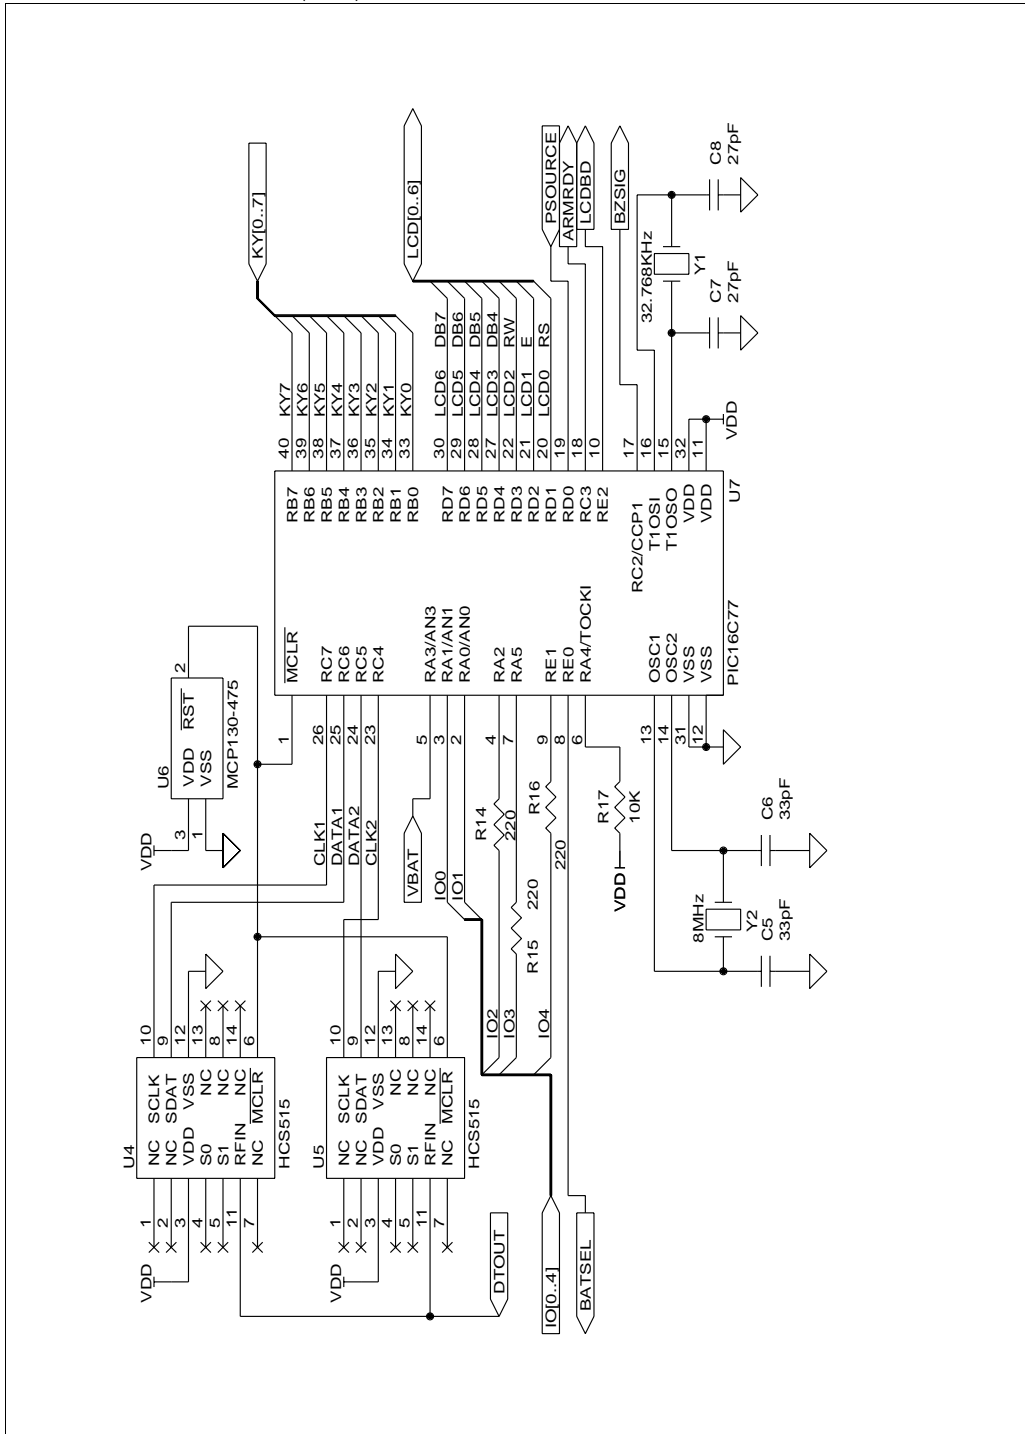 KY[0..7]
LCD[0..6]
PSOURCE
ARMRDY
LCDBD
BZSIG
C8
27pF
32.768KHz
Y1
C7
27pF
KY7
KY6
KY5
KY4
KY3
KY2
KY1
KY0
DB7
DB6
DB5
DB4
RW
E
RS
LCD6
LCD5
LCD4
LCD3
LCD2
LCD1
LCD0
40
39
38
37
36
35
34
33
30
29
28
27
22
21
20
19
18
10
17
16
15
32
11
VDD
RB7
RB6
RB5
RB4
RB3
RB2
RB1
RB0
RD7
RD6
RD5
RD4
RD3
RD2
RD1
RD0
RC3
RE2
RC2/CCP1
T1OSI
T1OSO
VDD
VDD
U7
MCLR
RC7
RC6
RC5
RC4
RA3/AN3
RA1/AN1
RA0/AN0
RA2
RA5
RE1
RE0
RA4/TOCKI
OSC1
OSC2
VSS
VSS
PIC16C77
1
26
25
24
23
5
3
2
4
7
9
8
6
13
14
31
12
U6
VDD
VSS
RST
MCP130-475
2
3
1
VDD
CLK1
DATA1
DATA2
CLK2
VBAT
IO0
IO1
R14
220
R15
220
R16
220
R17
10K
VDD
C6
33pF
8MHz
Y2
C5
33pF
IO2
IO3
IO4
10
9
12
13
8
14
6
U4
NC
NC
VDD
S0
S1
RFIN
NC
SCLK
SDAT
VSS
NC
NC
NC
MCLR
HCS515
1
2
3
4
5
11
7
VDD
10
9
12
13
8
14
6
U5
NC
NC
VDD
S0
S1
RFIN
NC
SCLK
SDAT
VSS
NC
NC
NC
MCLR
HCS515
1
2
3
4
5
11
7
VDD
DTOUT
IO[0..4]
BATSEL